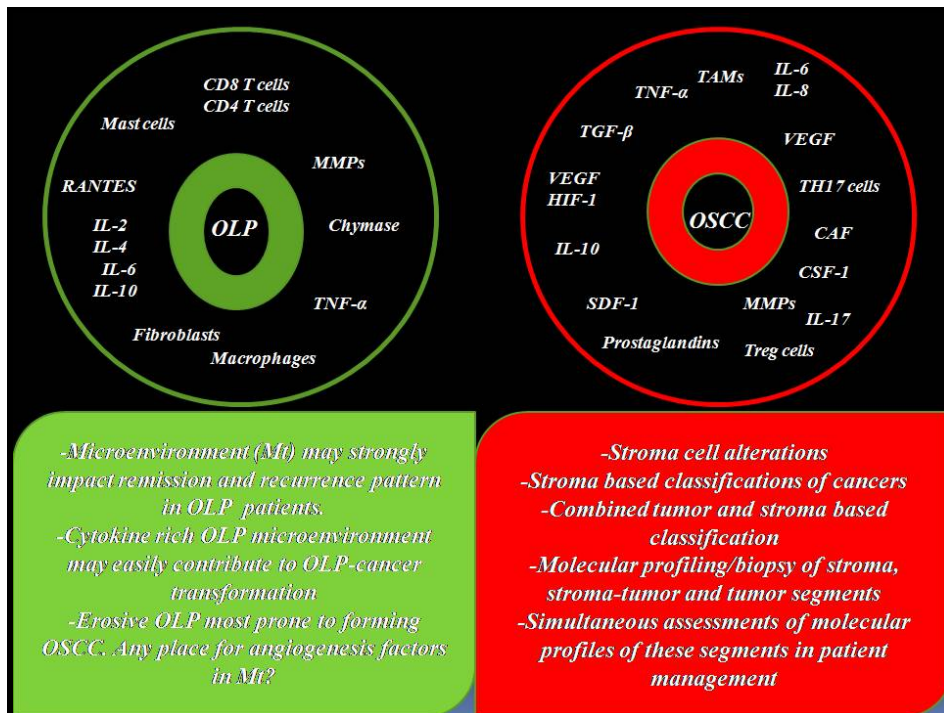 CD8 T cells
CD4 T cells
Mast cells
MMPs
RANTES
OLP
Chymase
IL-2
IL-4
IL-6
IL-10
TNF-α
Fibroblasts
Macrophages
TAMs
IL-6
IL-8
TNF-α
TGF-β
VEGF
VEGF
HIF-1
TH17 cells
OSCC
CAF
IL-10
CSF-1
SDF-1
MMPs
IL-17
Prostaglandins
Treg cells
-Microenvironment (Mt) may strongly
impact remission and recurrence pattern
in OLP patients.
-Cytokine rich OLP microenvironment
may easily contribute to OLP-cancer
transformation
-Erosive OLP most prone to forming
OSCC. Any place for angiogenesis factors
in Mt?
-Stroma cell alterations
-Stroma based classifications of cancers
-Combined tumor and stroma based
classification
-Molecular profiling/biopsy of stroma,
stroma-tumor and tumor segments
-Simultaneous assessments of molecular
profiles of these segments in patient
management